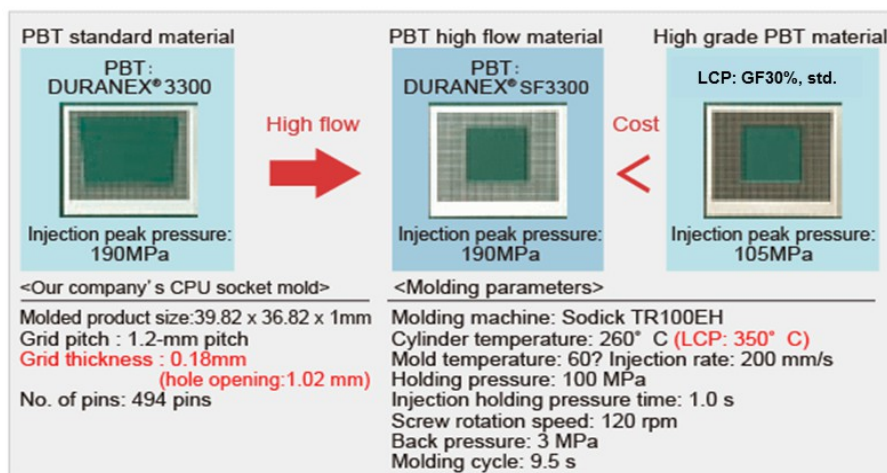 PBT standard material
PBT:
DURANEX® 3300
Injection peak pressure:
190MPa
High flow
PBT high flow material
PBT:
DURANEX® SF3300
Injection peak pressure:
190MPa
Cost
<
High grade PBT material
LCP: GF30%, std.
Injection peak pressure:
105MPa
<Our company's CPU socket mold>
Molded product size:39.82 x 36.82 x 1mm
Grid pitch : 1.2-mm pitch
Grid thickness : 0.18mm
(hole opening:1.02 mm)
No. of pins: 494 pins
<Molding parameters>
Molding machine: Sodick TR100EH
Cylinder temperature: 260° C (LCP: 350° C)
Mold temperature: 60? Injection rate: 200 mm/s
Holding pressure: 100 MPa
Injection holding pressure time: 1.0 s
Screw rotation speed: 120 rpm
Back pressure: 3 MPa
Molding cycle: 9.5 s